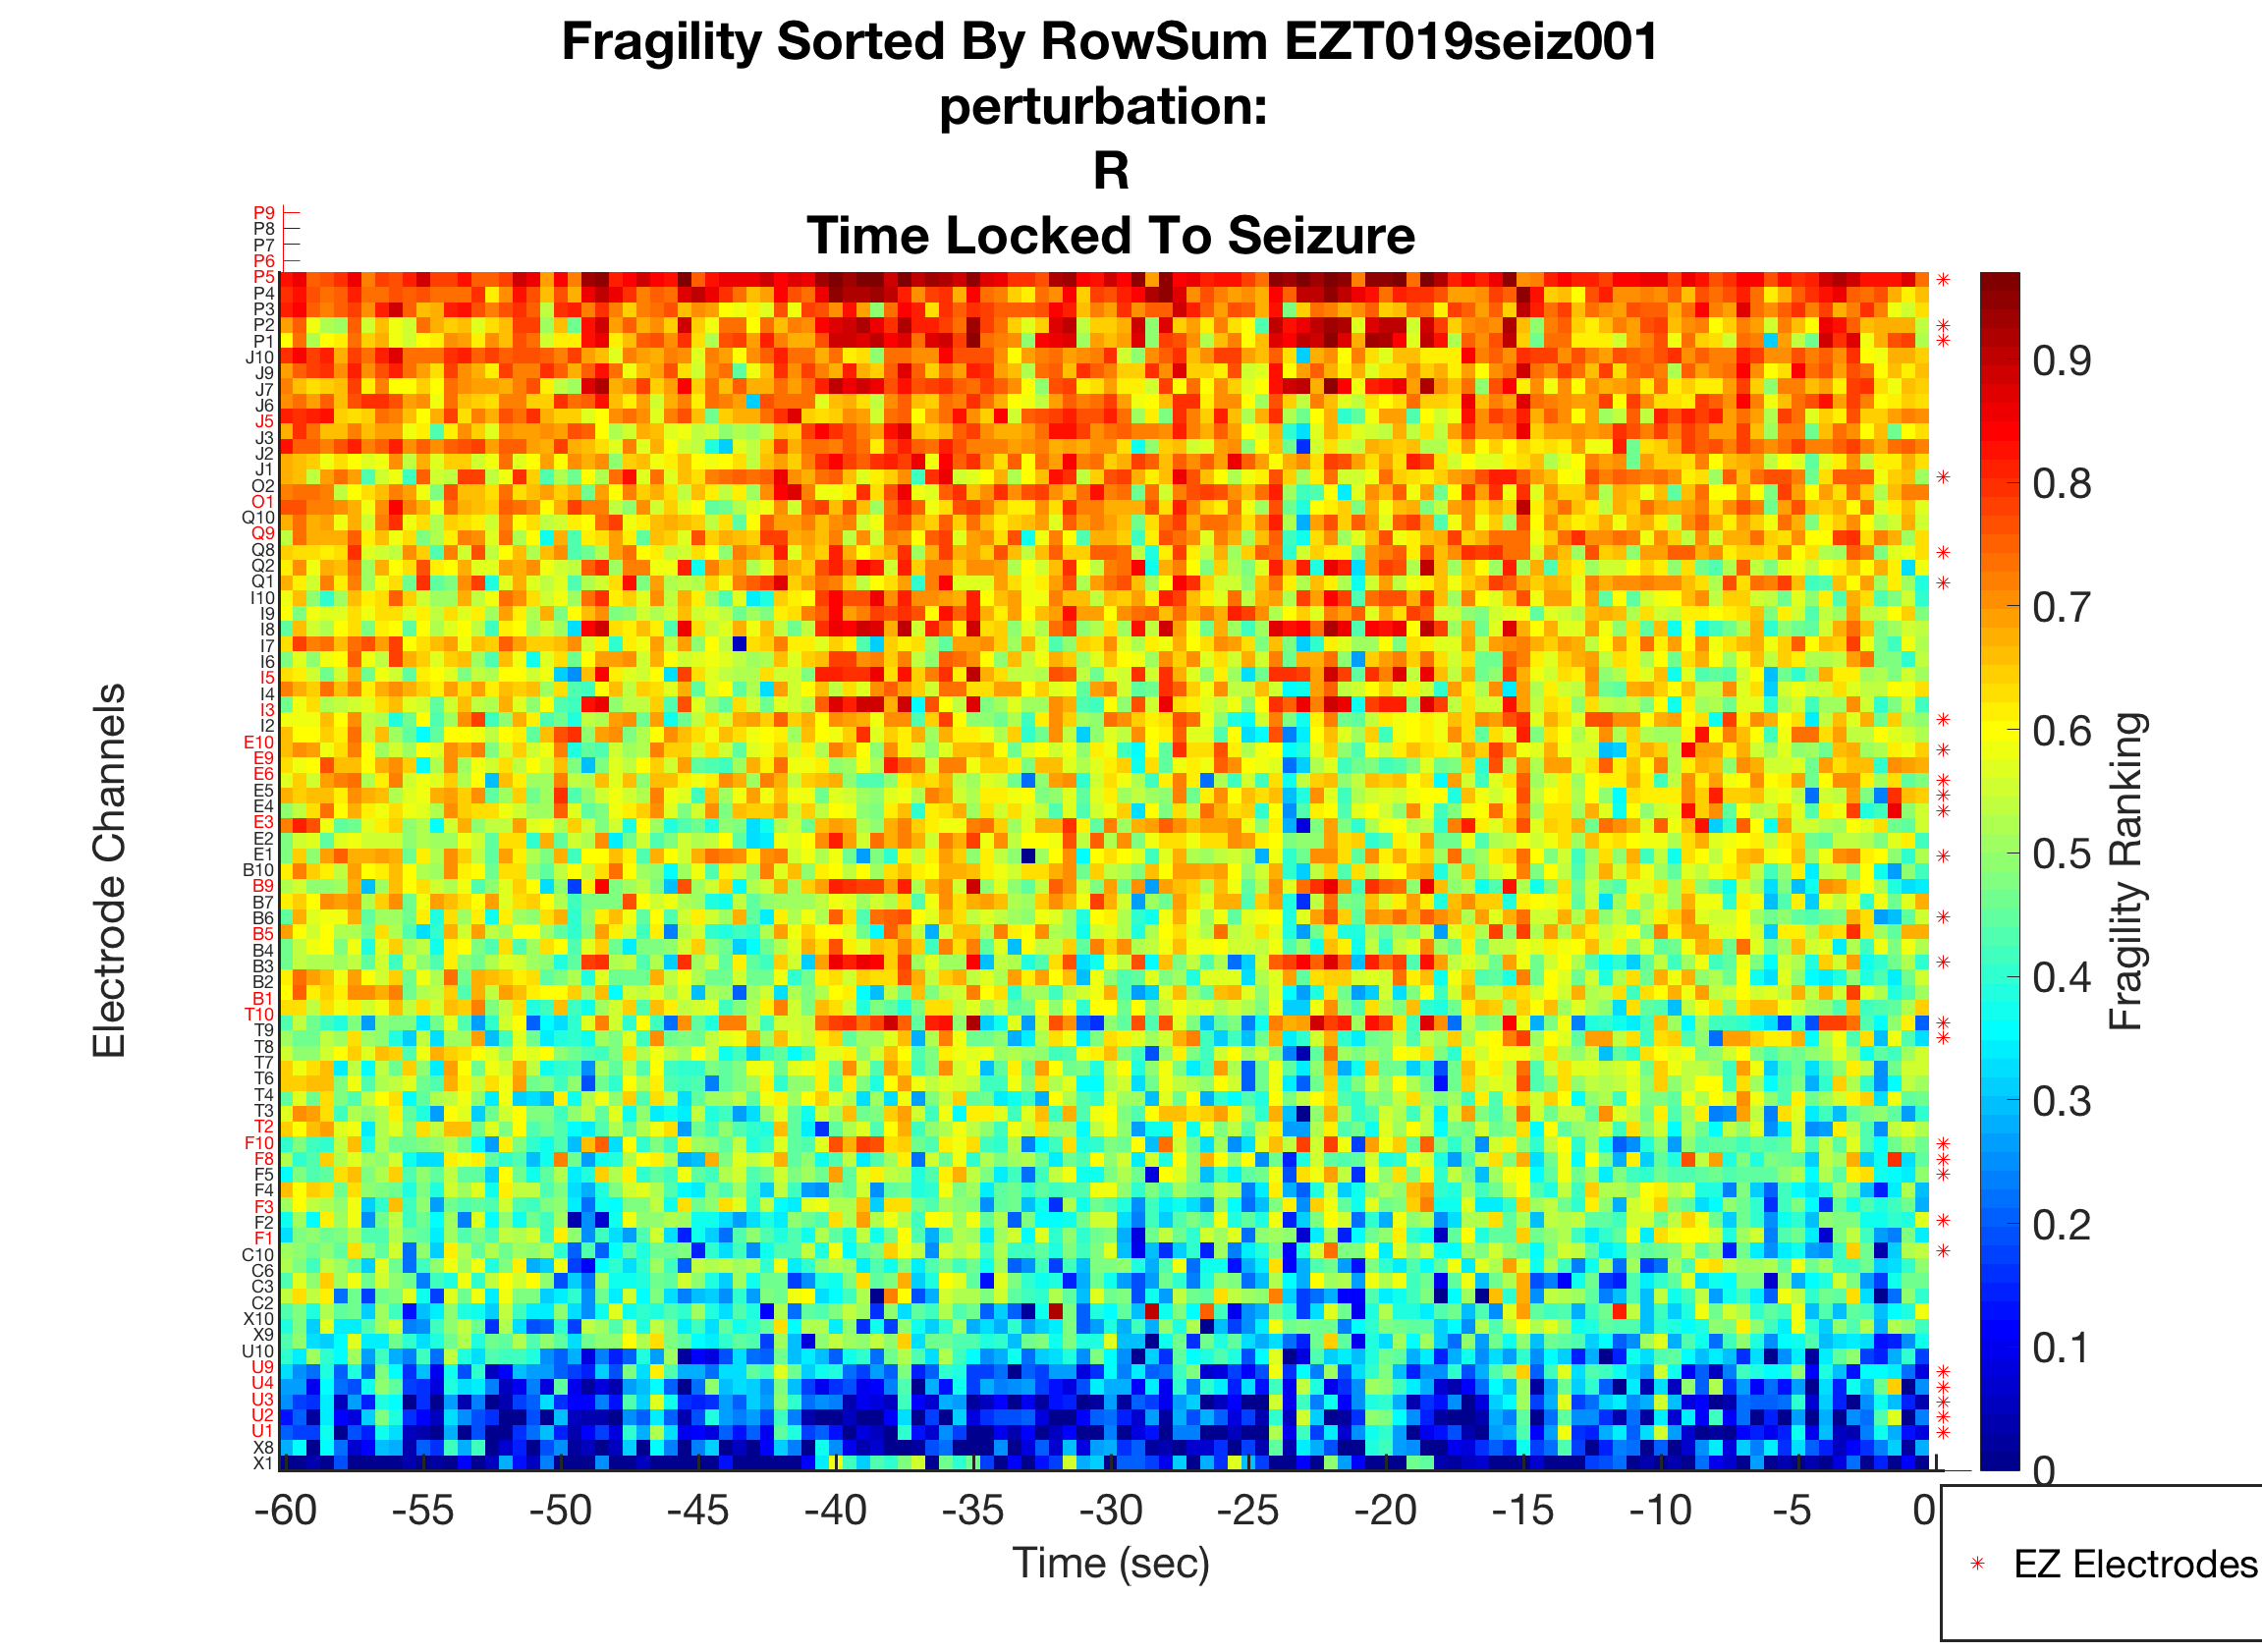 Fragility Sorted By RowSum EZT019seiz001
perturbation:
R
Time Locked To Seizure
P9
P8
P7
P6
P5
P4
P3
P2
P1
J10
J9
J7
J6
J5
J3
J2
J1
O2
O1
Q10
Q9
Q8
Q2
Q1
I10
I9
I8
I7
I6
I5
I4
I3
I2
E10
E9
E6
E5
E4
E3
E2
E1
B10
B9
B7
B6
B5
B4
B3
B2
B1
T10
T9
T8
T7
T6
T4
T3
T2
F10
F8
F5
F4
F3
F2
F1
C10
C6
C3
C2
X10
X9
U10
U9
U4
U3
U2
U1
X8
X1
Electrode Channels
-60
-55
-50
-45
-40
-35
-30
-25
-20
-15
-10
-5
0
Time (sec)
0.9
0.8
0.7
0.6
0.5
0.4
0.3
0.2
0.1
0
Fragility Ranking
EZ Electrodes